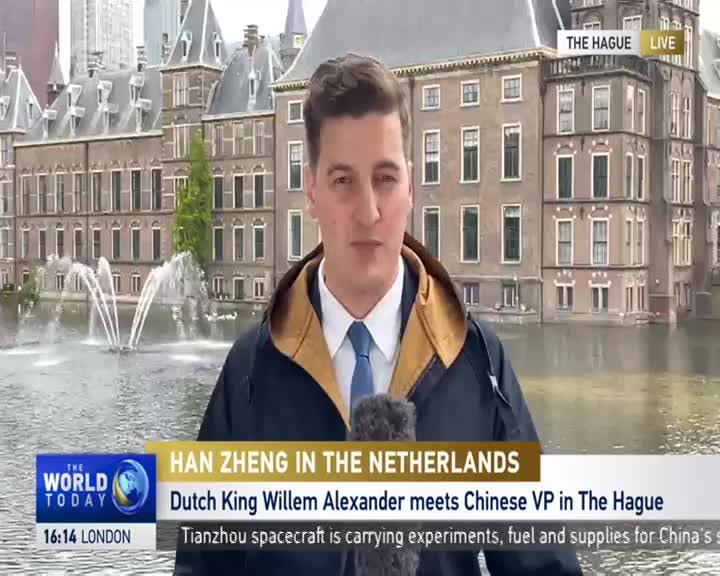 THE HAGUE LIVE
HAN ZHENG IN THE NETHERLANDS
THE
WORLD
TODAY
Dutch King Willem Alexander meets Chinese VP in The Hague
16:14 LONDON
Tianzhou spacecraft is carrying experiments, fuel and supplies for China's s